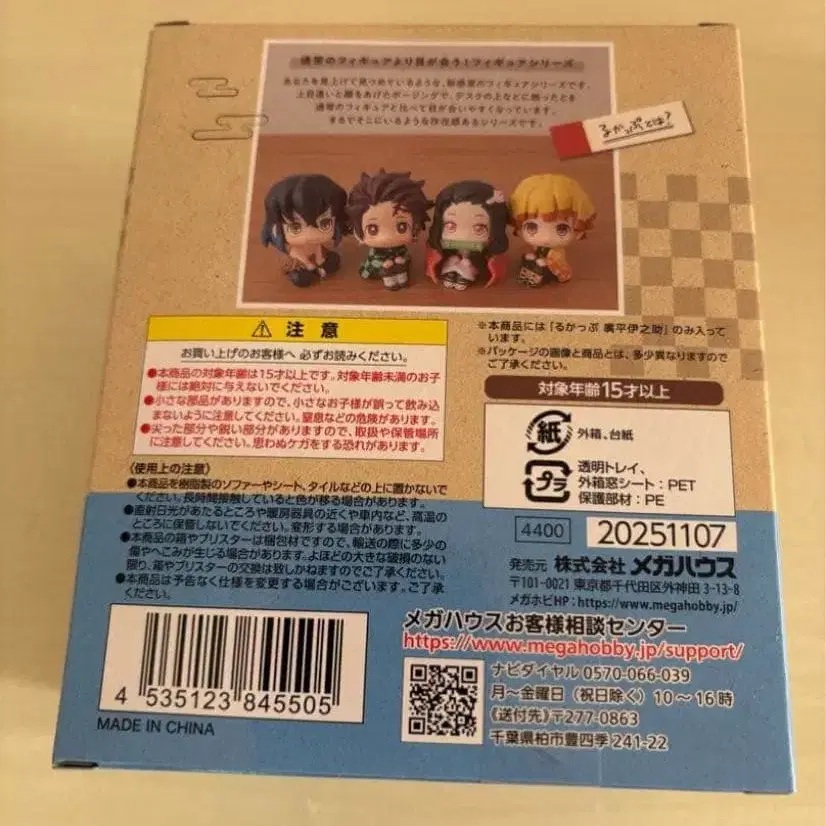 通常のフィギュアより目が合う!フィギュアシリーズ
あなたを見上げて見つめているような、新感覚のフィギュアシリーズです。
上目遣いと顔をあげたポージングで、デスクの上などに飾ったとき
通常のフィギュアと比べて目が合いやすくなっています。
まるでそこにいるような存在感あるシリーズです。
るかっぷとは?
注意
お買い上げのお客様へ 必ずお読みください。
●本商品の対象年齢は15才以上です。対象年齢未満のお子
様には絶対に与えないでください。
●小さな部品がありますので、小さなお子様が誤って飲み込
まないように注意してください。窒息などの危険があります。
●尖った部分や鋭い部分がありますので、取扱や保管場所
に注意してください。思わぬケガをする恐れがあります。
〈使用上の注意〉
●本商品を樹脂製のソファーやシート、タイルなどの上に置かないで
ください。長時間接触していると色が移る場合があります。
●直射日光があたるところや暖房器具の近くや車内など、高温の
ところに保管しないでください。変形する場合があります。
●本商品の箱やブリスターは梱包材ですので、輸送の際に多少の
傷やへこみが生じる場合があります。よほどの大きな破損のない
限り、箱やブリスターの交換は致しかねますのでご了承ください。
●本商品は予告なく仕様を変更する場合がございます。ご了承く
ださい。
※本商品には「るかっぷ 嘴平伊之助」のみ入って
います。
※パッケージの画像と商品とは、多少異なりますので
ご了承ください。
対象年齢15才以上
紙
外箱、台紙
プラ
透明トレイ、
外箱窓シート:PET
保護部材:PE
4400
20251107
発売元 株式会社 メガハウス
〒101-0021 東京都千代田区外神田 3-13-8
メガホビHP:https://www.megahobby.jp/
メガハウスお客様相談センター
https://www.megahobby.jp/support/
ナビダイヤル 0570-066-039
月~金曜日(祝日除く)10~16時
《送付先》〒277-0863
千葉県柏市豊四季241-22
4 535123 845505
MADE IN CHINA